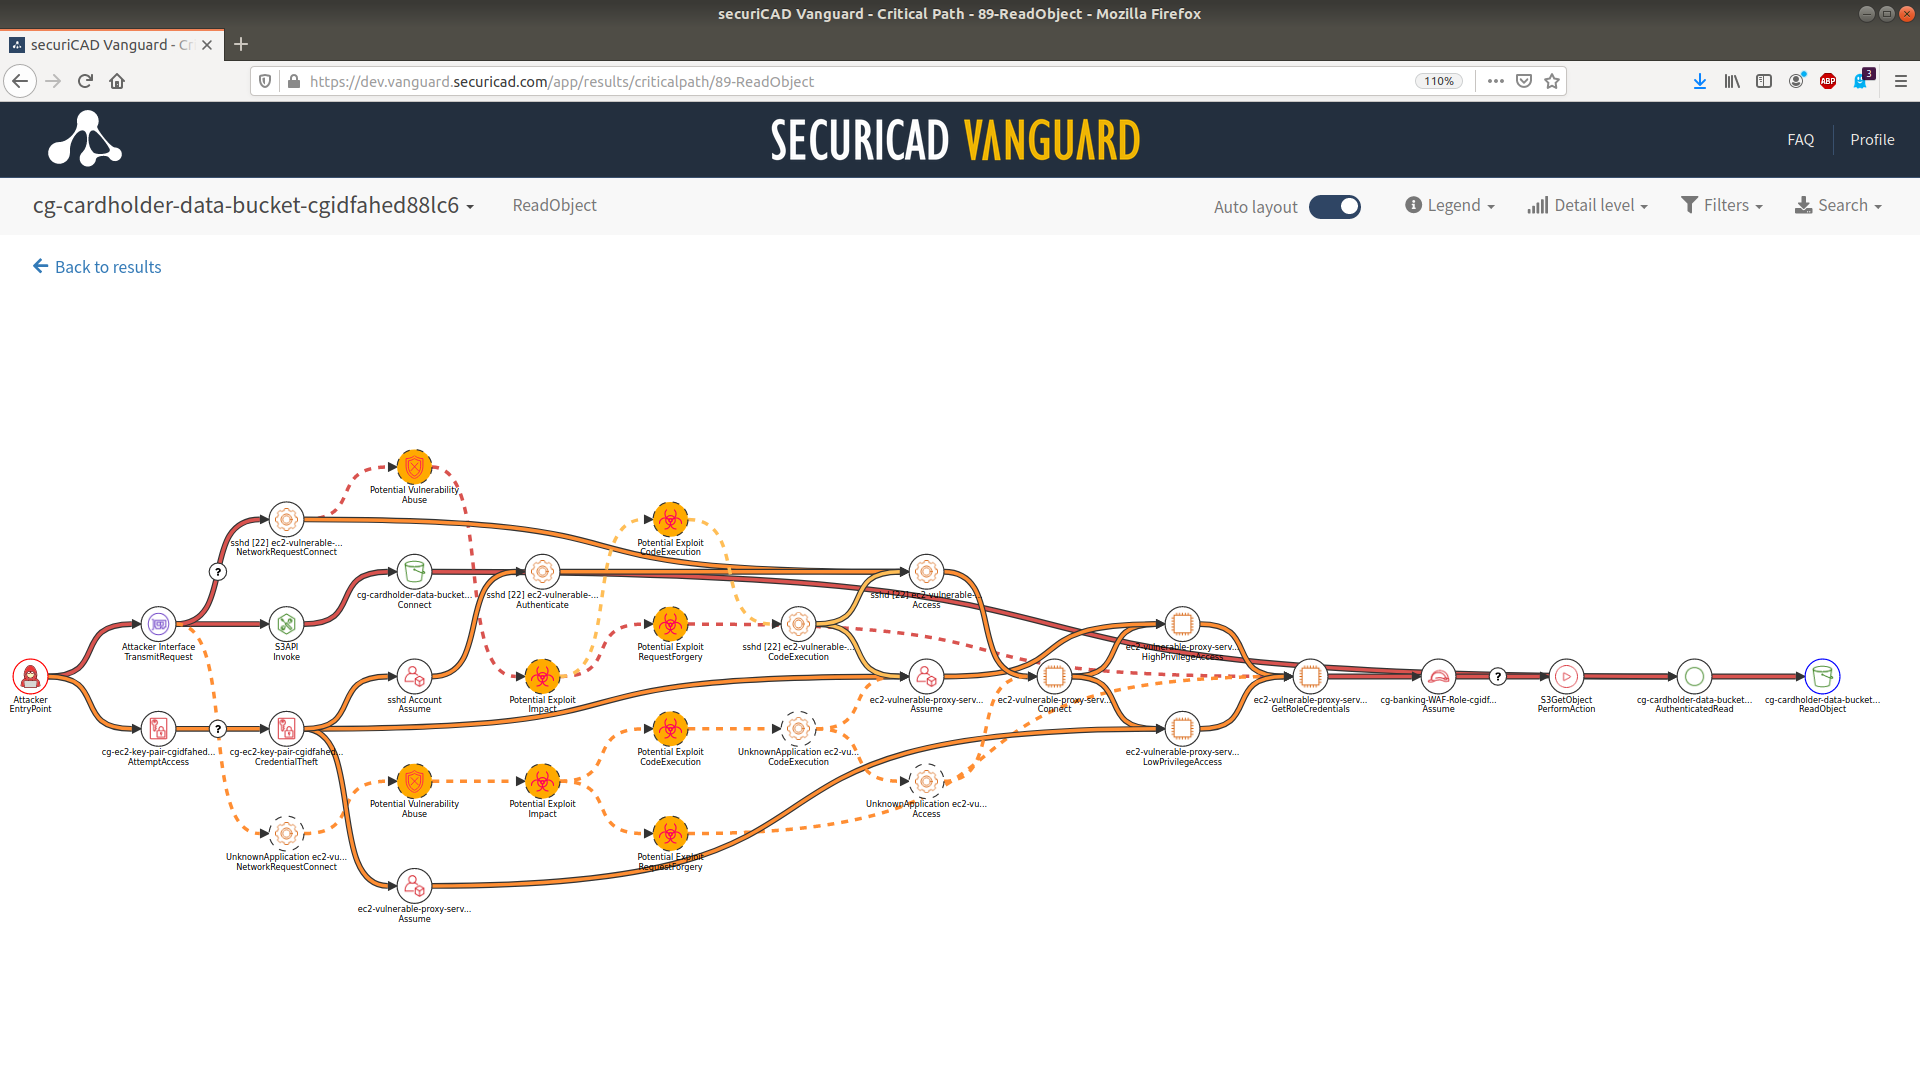 securiCAD Vanguard - Critical Path - 89-ReadObject - Mozilla Firefox
securiCAD Vanguard - Cr
https://dev.vanguard.securicad.com/app/results/criticalpath/89-ReadObject
110%
ABP
3
SECURICAD VANGUARD
FAQ
Profile
cg-cardholder-data-bucket-cgidfahed88lc6
ReadObject
Auto layout
Legend
Detail level
Filters
Search
Back to results
Potential Vulnerability
Abuse
sshd [22] ec2-vulnerable-...
NetworkRequestConnect
Potential Exploit
CodeExecution
?
cg-cardholder-data-bucket...
Connect
sshd [22] ec2-vulnerable-...
Authenticate
sshd [22] ec2-vulnerable-...
Access
Attacker Interface
TransmitRequest
S3API
Invoke
Potential Exploit
RequestForgery
sshd [22] ec2-vulnerable-...
CodeExecution
ec2-vulnerable-proxy-serv...
HighPrivilegeAccess
Attacker
EntryPoint
sshd Account
Assume
Potential Exploit
Impact
ec2-vulnerable-proxy-serv...
Assume
ec2-vulnerable-proxy-serv...
Connect
ec2-vulnerable-proxy-serv...
GetRoleCredentials
cg-banking-WAF-Role-cgidf...
Assume
?
S3GetObject
PerformAction
cg-cardholder-data-bucket...
AuthenticatedRead
cg-cardholder-data-bucket...
ReadObject
cg-ec2-key-pair-cgidfahed...
AttemptAccess
?
cg-ec2-key-pair-cgidfahed...
CredentialTheft
Potential Exploit
CodeExecution
UnknownApplication ec2-vu...
CodeExecution
ec2-vulnerable-proxy-serv...
LowPrivilegeAccess
Potential Vulnerability
Abuse
Potential Exploit
Impact
UnknownApplication ec2-vu...
Access
UnknownApplication ec2-vu...
NetworkRequestConnect
Potential Exploit
RequestForgery
ec2-vulnerable-proxy-serv...
Assume